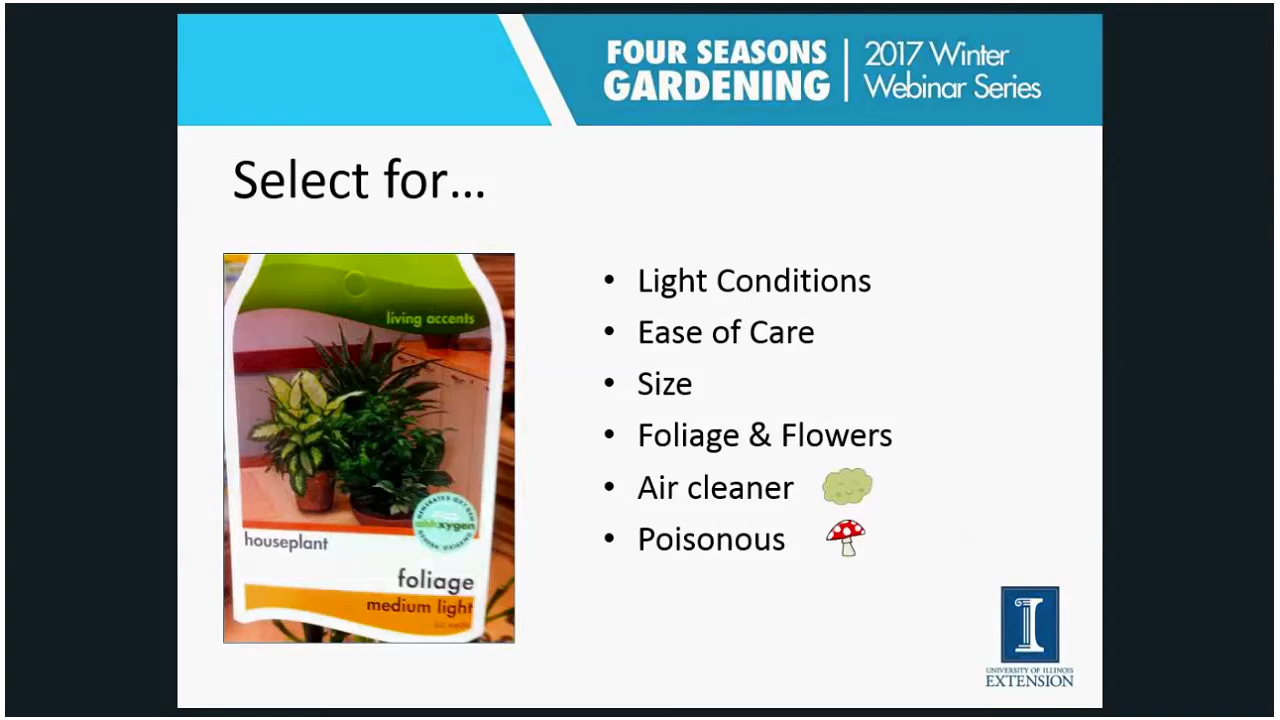 FOUR SEASONS
GARDENING
2017 Winter
Webinar Series
Select for...
living accents
ahhxygen
houseplant
foliage
medium light
• Light Conditions
• Ease of Care
• Size
• Foliage & Flowers
• Air cleaner
• Poisonous
I
UNIVERSITY OF ILLINOIS
EXTENSION